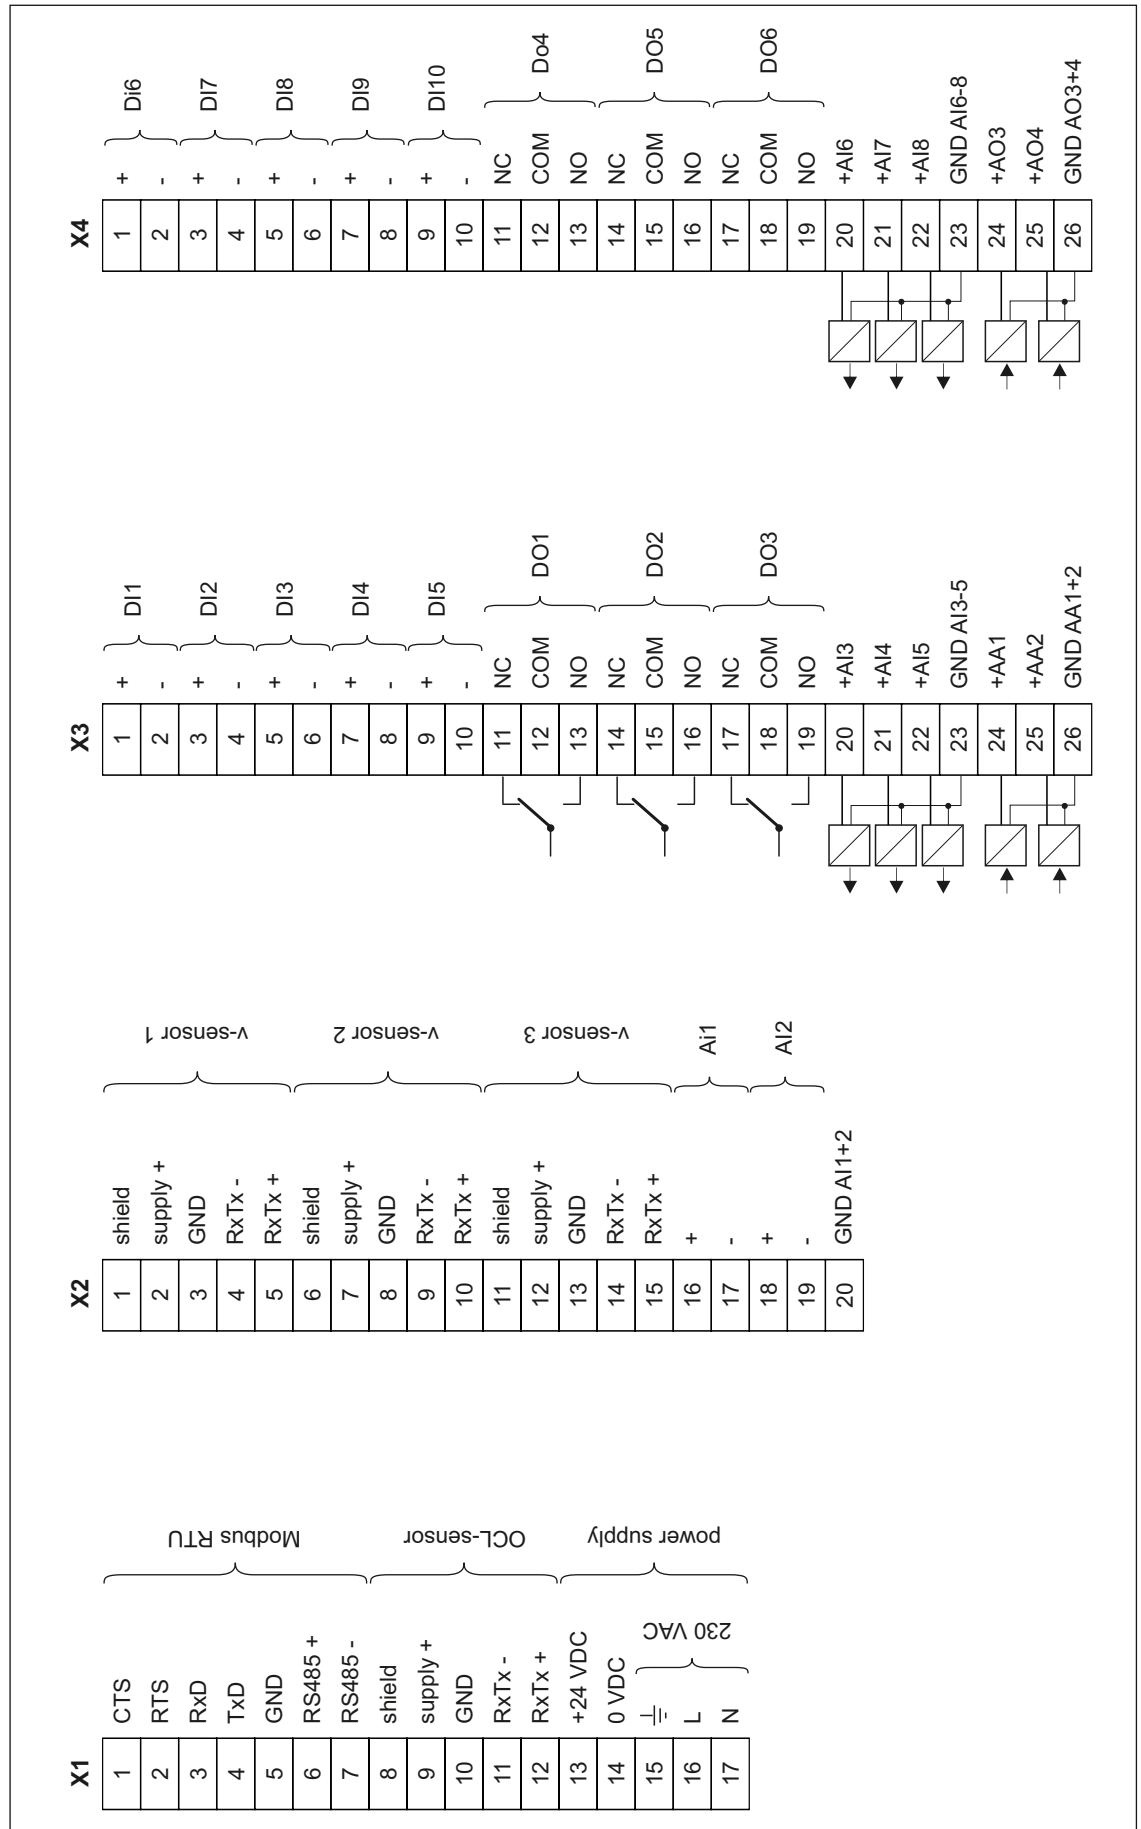 X1
1 CTS
2 RTS
3 RxD
4 TxD
5 GND
6 RS485 +
7 RS485 -
8 shield
9 supply +
10 GND
11 RxTx -
12 RxTx +
13 +24 VDC
14 0 VDC
15
16 L
17 N
230 VAC
Modbus RTU
OCL-sensor
power supply
X2
1 shield
2 supply +
3 GND
4 RxTx -
5 RxTx +
6 shield
7 supply +
8 GND
9 RxTx -
10 RxTx +
11 shield
12 supply +
13 GND
14 RxTx -
15 RxTx +
16 +
17 -
18 +
19 -
20 GND AI1+2
v-sensor 1
v-sensor 2
v-sensor 3
Ai1
AI2
X3
1 +
2 -
3 +
4 -
5 +
6 -
7 +
8 -
9 +
10 -
11 NC
12 COM
13 NO
14 NC
15 COM
16 NO
17 NC
18 COM
19 NO
20 +AI3
21 +AI4
22 +AI5
23 GND AI3-5
24 +AA1
25 +AA2
26 GND AA1+2
DI1
DI2
DI3
DI4
DI5
DO1
DO2
DO3
X4
1 +
2 -
3 +
4 -
5 +
6 -
7 +
8 -
9 +
10 -
11 NC
12 COM
13 NO
14 NC
15 COM
16 NO
17 NC
18 COM
19 NO
20 +AI6
21 +AI7
22 +AI8
23 GND AI6-8
24 +AO3
25 +AO4
26 GND AO3+4
Di6
DI7
DI8
DI9
DI10
Do4
DO5
DO6